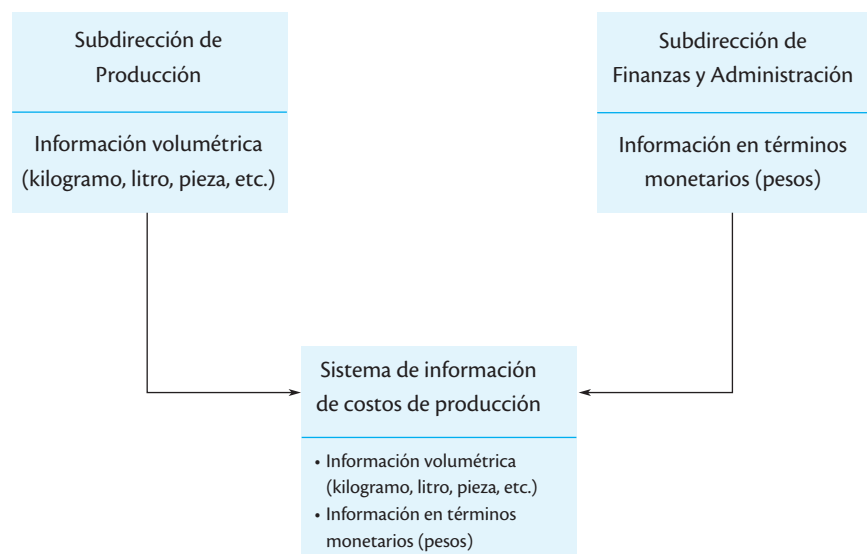 Subdirección de
Producción
Información volumétrica
(kilogramo, litro, pieza, etc.)
Subdirección de
Finanzas y Administración
Información en términos
monetarios (pesos)
Sistema de información
de costos de producción
• Información volumétrica
(kilogramo, litro, pieza, etc.)
• Información en términos
monetarios (pesos)